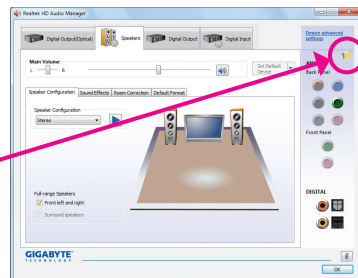 Realtek HD Audio Manager
Digital Output(Optical)
Speakers
Digital Output
Digital Input
Device advanced
settings
Main Volume
L
R
Set Default
Device
ANALOG
Back Panel
Speaker Configuration
Sound Effects
Room Correction
Default Format
Speaker Configuration
Stereo
Front Panel
Full-range Speakers
Front left and right
Surround speakers
DIGITAL
GIGABYTE
TECHNOLOGY
OK